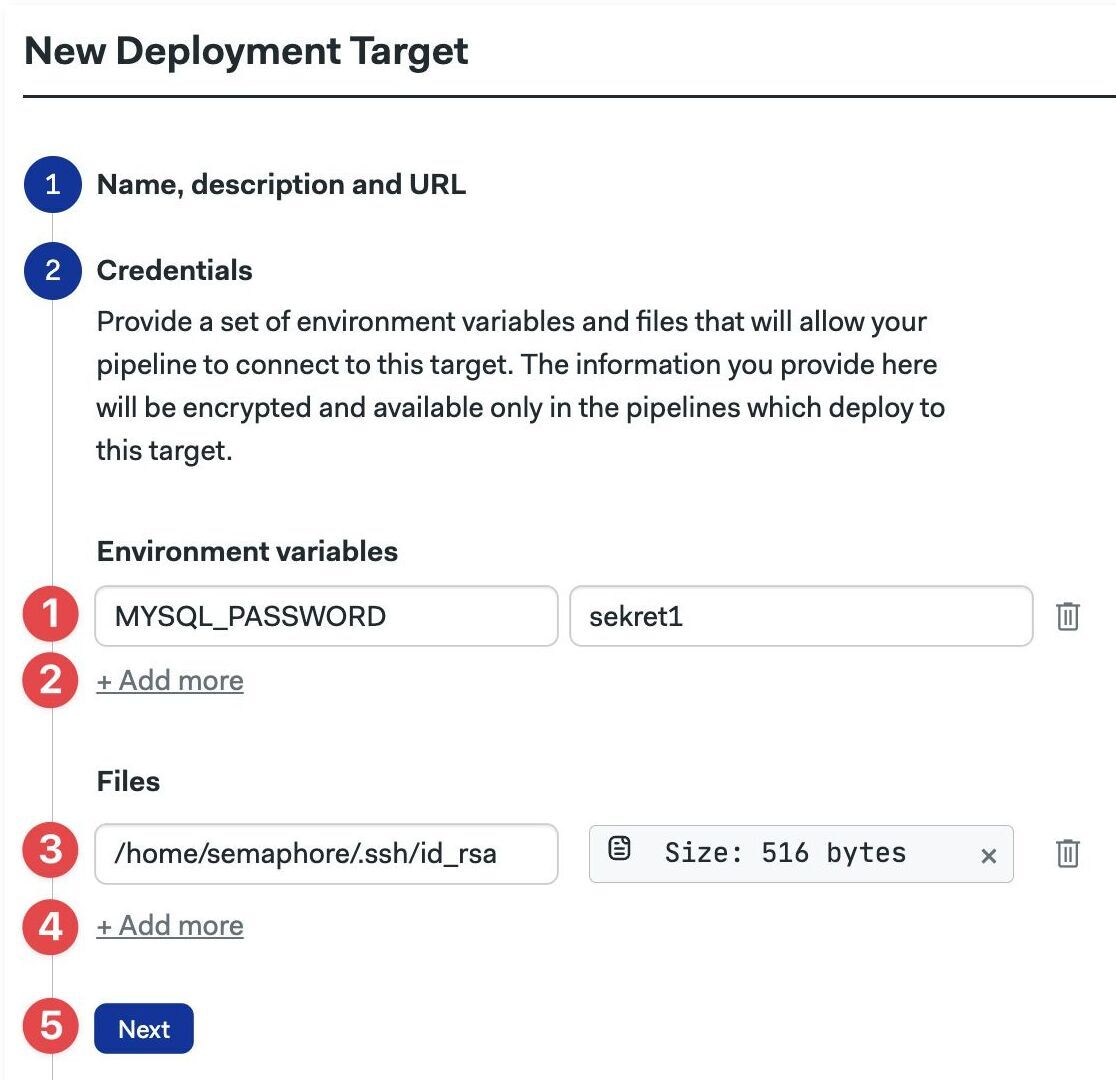 New Deployment Target
1 Name, description and URL
2 Credentials
Provide a set of environment variables and files that will allow your
pipeline to connect to this target. The information you provide here
will be encrypted and available only in the pipelines which deploy to
this target.
Environment variables
1 MYSQL_PASSWORD sekret1
2 + Add more
Files
3 /home/semaphore/.ssh/id_rsa Size: 516 bytes ×
4 + Add more
5 Next